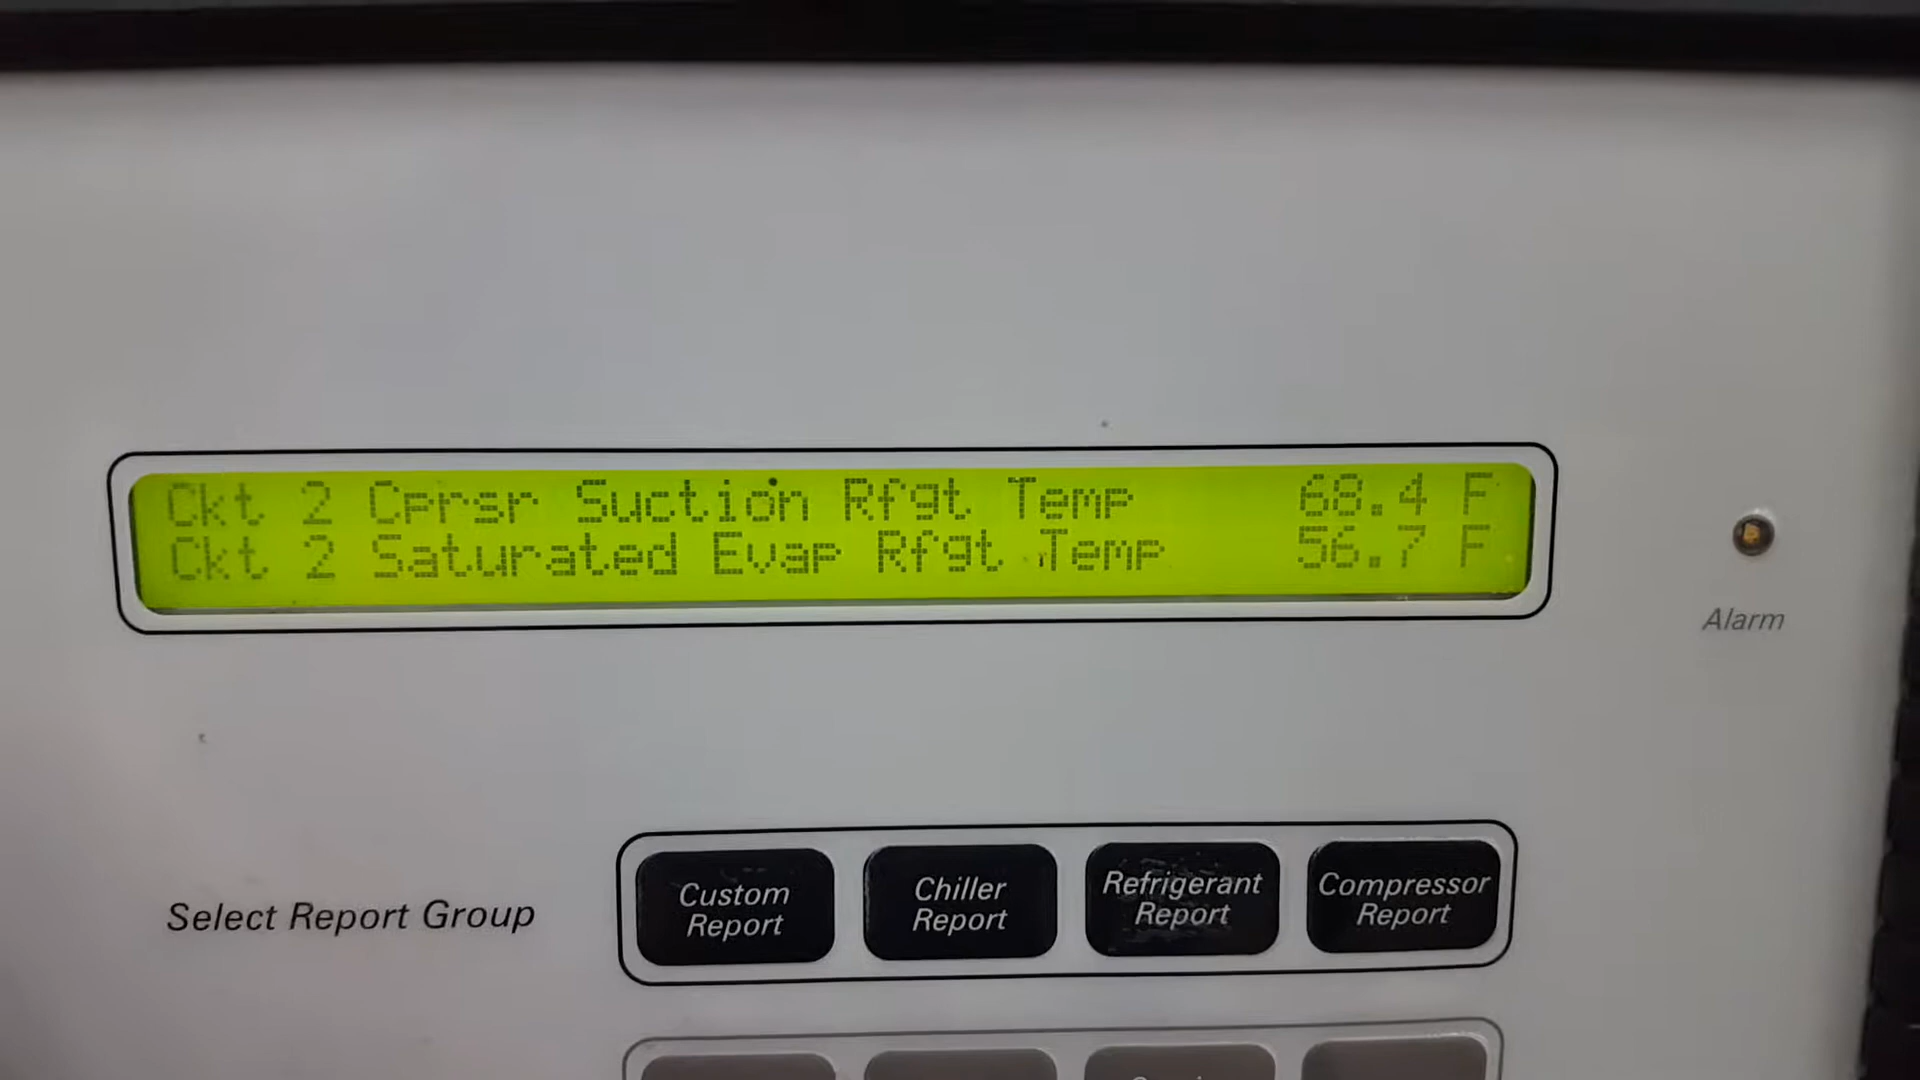 Ckt 2 Cprsr Suction Rfgt Temp 68.4 F
Ckt 2 Saturated Evap Rfgt Temp 56.7 F
Alarm
Select Report Group
Custom
Report
Chiller
Report
Refrigerant
Report
Compressor
Report